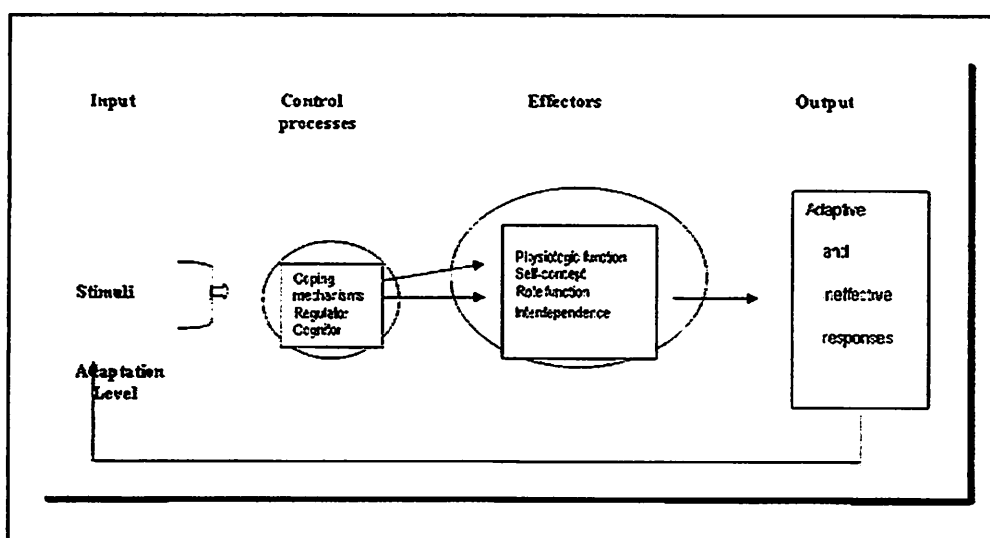 Input
Control
processes
Effectors
Output
Stimuli
Adaptation
Level
Coping
mechanisms
Regulator
Cognitor
Physiologic function
Self-concept
Role function
Interdependence
Adaptive
and
ineffective
responses